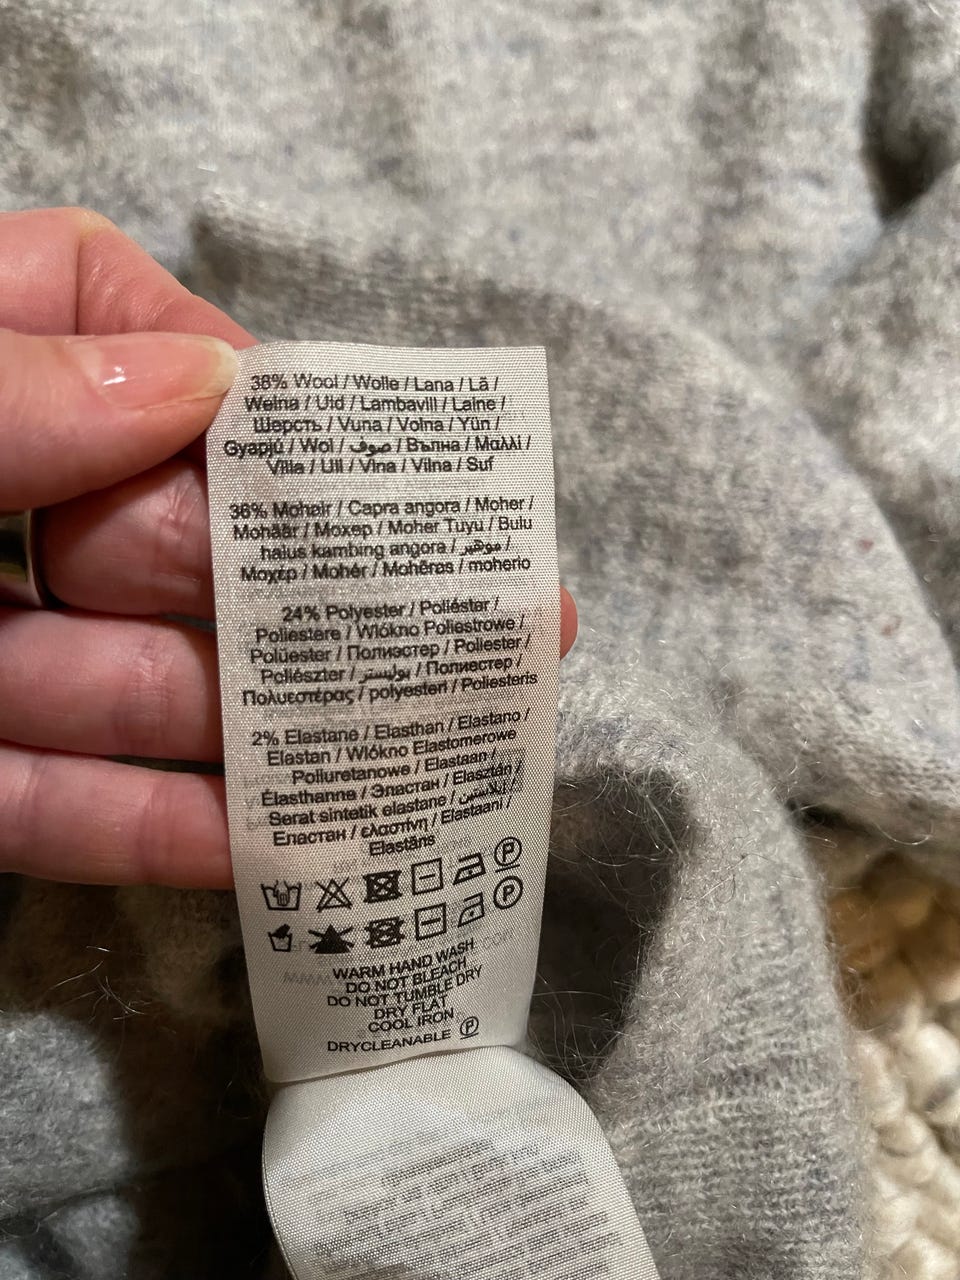 38% Wool / Wolle / Lana / Lã /
Wełna / Uld / Lambavill / Laine /
Шерсть / Vuna / Volna / Yün /
Gyapjú / Wol / صوف / Вълна / Μαλλί /
Villa / Ull / Vlna / Vilna / Suf
36% Mohair / Capra angora / Moher /
Mohäär / Мохер / Moher Tuyu / Bulu
halus kambing angora / موهير /
Μοχέρ / Mohér / Mohēras / moherio
24% Polyester / Poliéster /
Poliestere / Włókno Poliestrowe /
Polüester / Полиэстер / Poliester /
Poliészter / بوليستر / Полиестер /
Πολυεστέρας / polyesteri / Poliesteris
2% Elastane / Elasthan / Elastano /
Elastan / Włókno Elastomerowe
Poliuretanowe / Elastaan /
Élasthanne / Эластан / Elasztán /
Serat sintetik elastane / إيلاستين /
Еластан / ελαστίνη / Elastaani /
Elastāns
P
P
WARM HAND WASH
DO NOT BLEACH
DO NOT TUMBLE DRY
DRY FLAT
COOL IRON
DRYCLEANABLE P